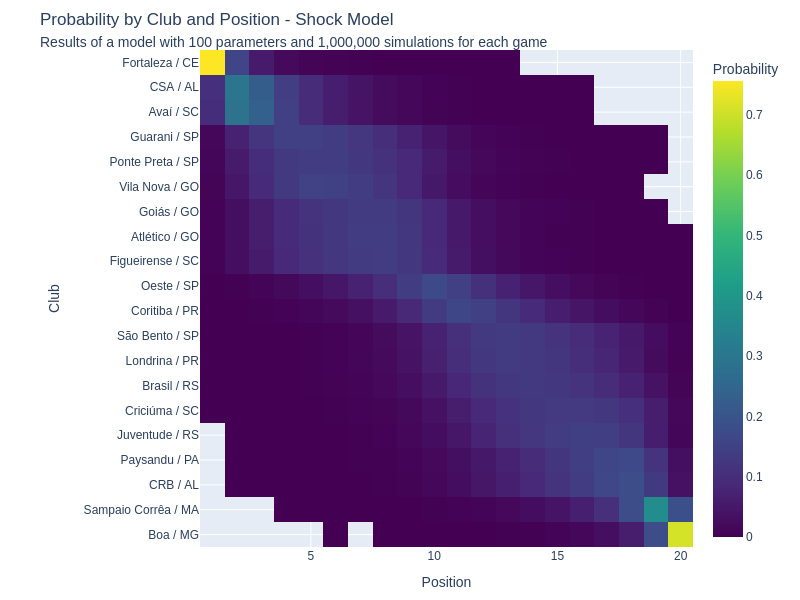 Probability by Club and Position - Shock Model
Results of a model with 100 parameters and 1,000,000 simulations for each game
Fortaleza / CE
CSA / AL
Avaí / SC
Guarani / SP
Ponte Preta / SP
Vila Nova / GO
Goiás / GO
Atlético / GO
Figueirense / SC
Oeste / SP
Coritiba / PR
São Bento / SP
Londrina / PR
Brasil / RS
Criciúma / SC
Juventude / RS
Paysandu / PA
CRB / AL
Sampaio Corrêa / MA
Boa / MG
Club
5
10
15
20
Position
Probability
0.7
0.6
0.5
0.4
0.3
0.2
0.1
0